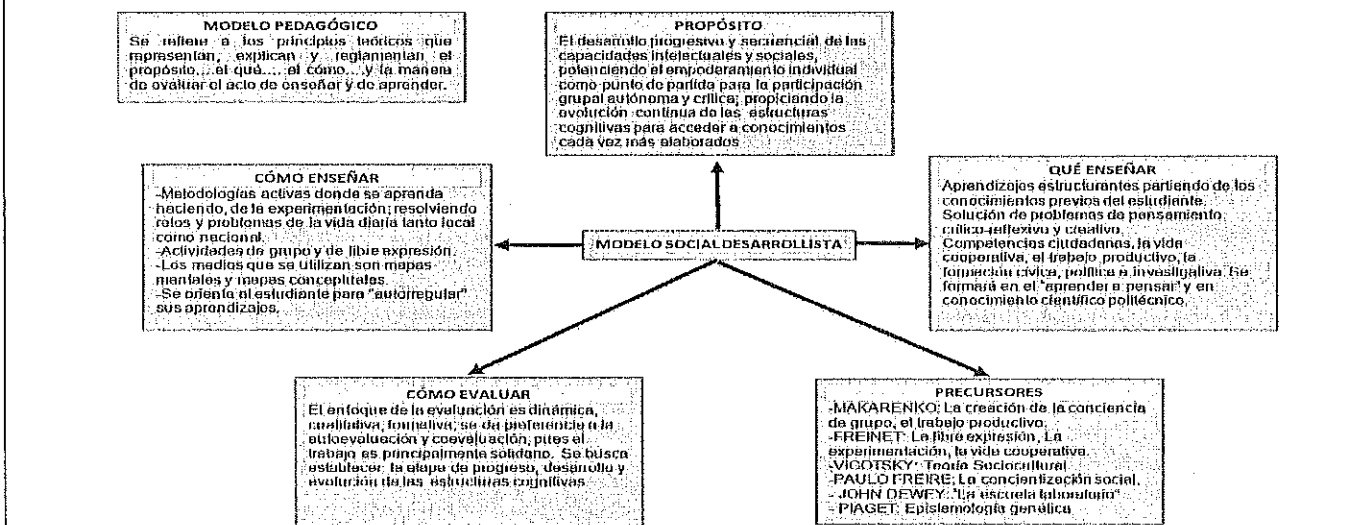 MODELO PEDAGÓGICO
Se refiere a los principios teóricos que
representan, explican y reglamentan el
propósito....el qué.... el cómo....y la manera
de evaluar el acto de enseñar y de aprender.
PROPÓSITO
El desarrollo progresivo y secuencial de las
capacidades intelectuales y sociales,
potenciendo el empoderamiento individual
como punto de partida para la participación
grupal autónoma y crítica; propiciando la
evolución continua de las estructuras
cognitivas para acceder a conocimientos
cada vez más elaborados
CÓMO ENSEÑAR
-Metodologías activas donde se aprenda
haciendo, de la experimentación; resolviendo
retos y problemas de la vida diaria tanto local
como nacional.
-Actividades de grupo y de libre expresión.
-Los medios que se utilizan son mapas
mentales y mapas conceptuales.
-Se orienta al estudiante para "autorregular"
sus aprendizajes.
MODELO SOCIAL DESARROLLISTA
QUÉ ENSEÑAR
Aprendizajes estructurantes partiendo de los
conocimientos previos del estudiante.
Solución de problemas de pensamiento
crítico-reflexivo y creativo.
Competencias ciudadanas, la vida
cooperativa, el trabajo productivo, la
formación cívica, política e investigativa. Se
formará en el "aprender a pensar" y en
conocimiento científico politécnico.
CÓMO EVALUAR
El enfoque de la evaluación es dinámica,
cualitativa, formativa; se da preferencia a la
autoevaluación y coevaluación, pues el
trabajo es principalmente solidario. Se busca
establecer la etapa de progreso, desarrollo y
evolución de las estructuras cognitivas
PRECURSORES
-MAKARENKO: La creación de la conciencia
de grupo, el trabajo productivo.
-FREINET: La libre expresión, La
experimentación, la vida cooperativa.
-VIGOTSKY: Teoría Sociocultural
-PAULO FREIRE: La concientización social.
- JOHN DEWEY: "La escuela laboratorio"
- PIAGET: Epistemología genética